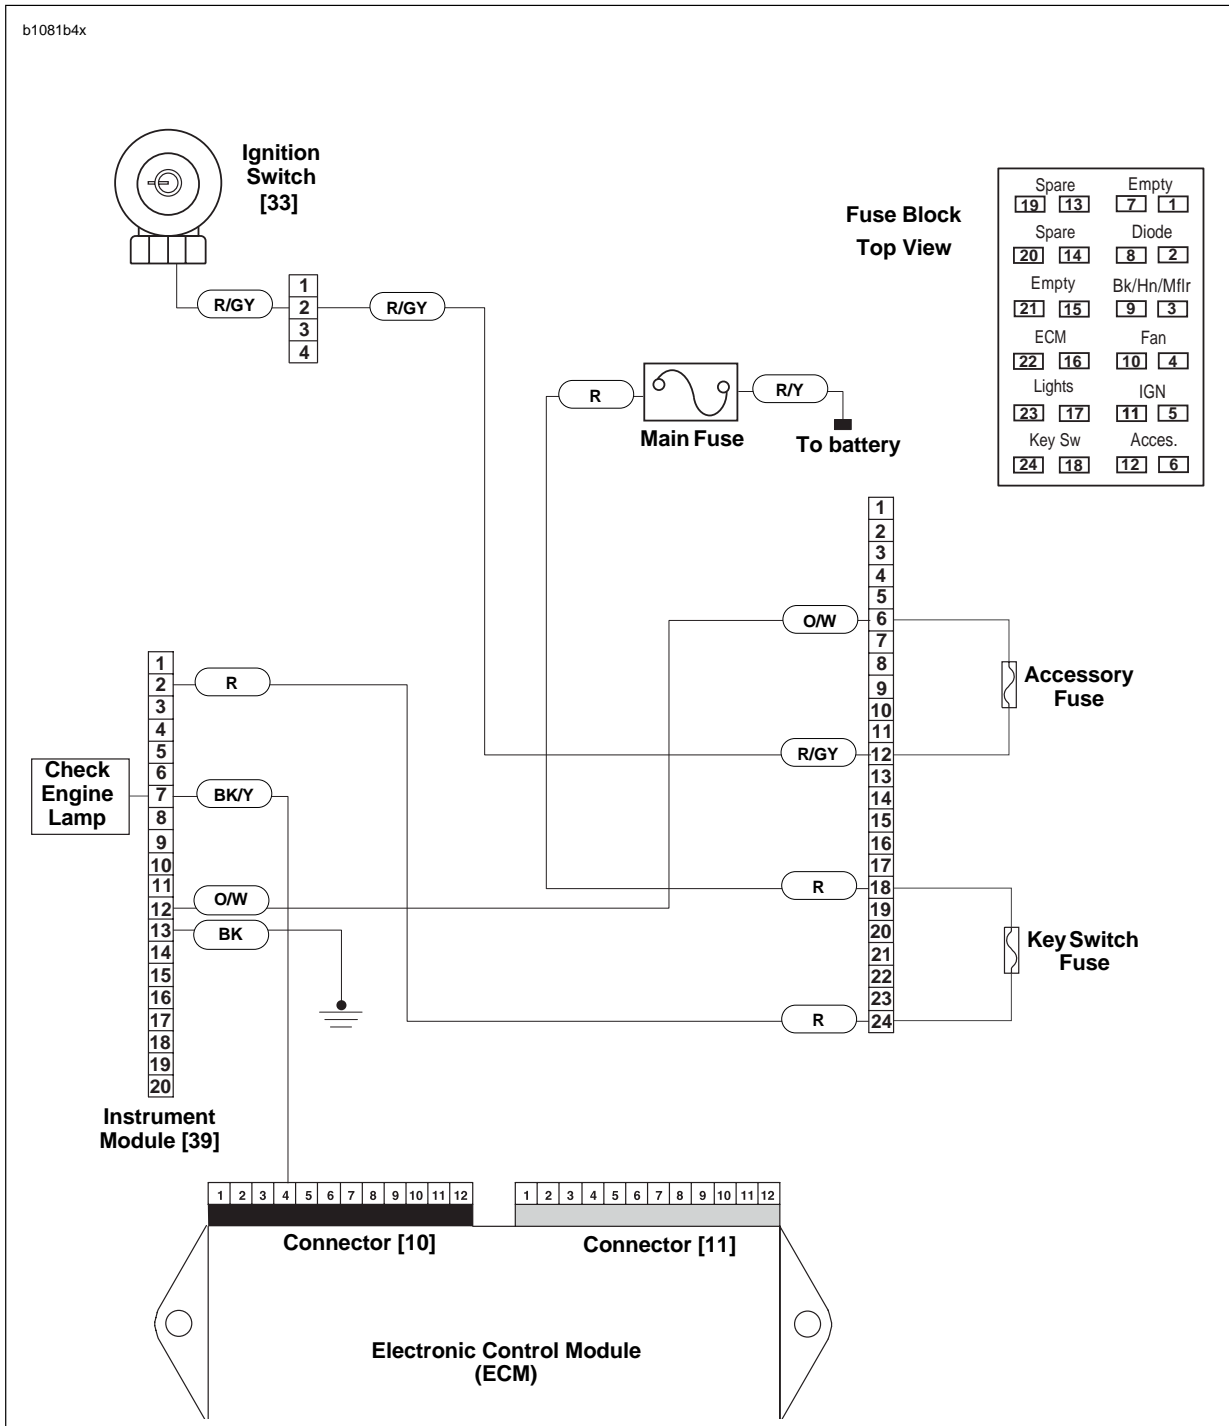 b1081b4x
Ignition
Switch
[33]
R/GY
1
2
3
4
R/GY
Fuse Block
Top View
Spare Empty
19 13 7 1
Spare Diode
20 14 8 2
Empty Bk/Hn/Mflr
21 15 9 3
ECM Fan
22 16 10 4
Lights IGN
23 17 11 5
Key Sw Acces.
24 18 12 6
R
R/Y
Main Fuse
To battery
1
2
3
4
5
6
7
8
9
10
11
12
13
14
15
16
17
18
19
20
21
22
23
24
O/W
R/GY
R
R
Accessory
Fuse
Key Switch
Fuse
1
2
3
4
5
6
7
8
9
10
11
12
13
14
15
16
17
18
19
20
R
BK/Y
O/W
BK
Check
Engine
Lamp
Instrument
Module [39]
1 2 3 4 5 6 7 8 9 10 11 12
1 2 3 4 5 6 7 8 9 10 11 12
Connector [10]
Connector [11]
Electronic Control Module
(ECM)